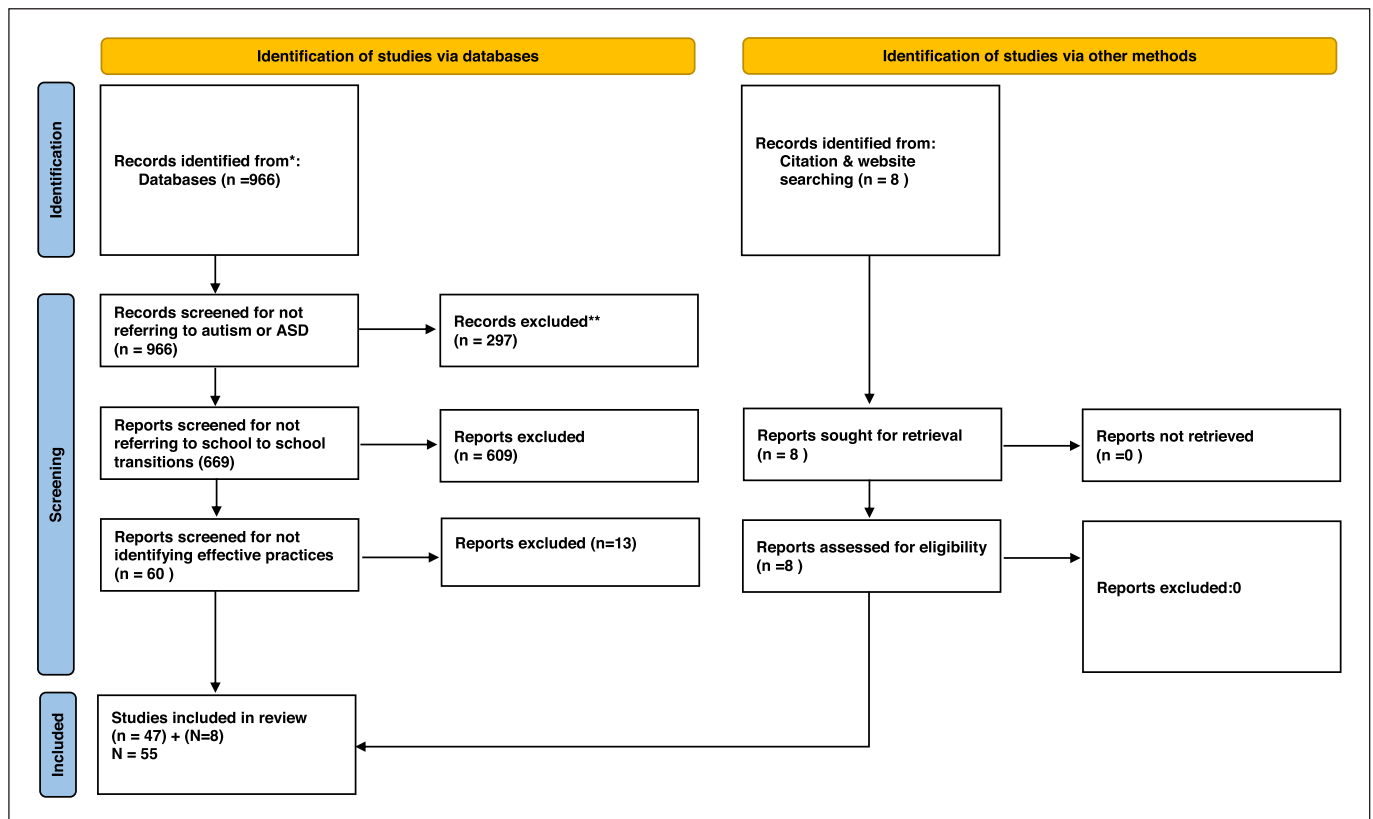 Identification of studies via databases
Identification of studies via other methods
Identification
Records identified from*:
Databases (n =966)
Records identified from:
Citation & website
searching (n = 8 )
Screening
Records screened for not
referring to autism or ASD
(n = 966)
Records excluded**
(n = 297)
Reports screened for not
referring to school to school
transitions (669)
Reports excluded
(n = 609)
Reports sought for retrieval
(n = 8 )
Reports not retrieved
(n =0 )
Reports screened for not
identifying effective practices
(n = 60 )
Reports excluded (n=13)
Reports assessed for eligibility
(n =8 )
Reports excluded:0
Included
Studies included in review
(n = 47) + (N=8)
N = 55